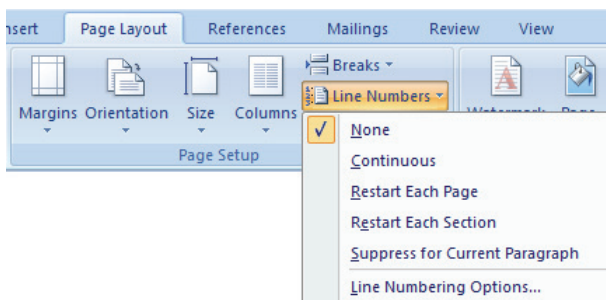 nsert Page Layout References Mailings Review View
Breaks
Line Numbers
Margins Orientation Size Columns
Page Setup
None
Continuous
Restart Each Page
Restart Each Section
Suppress for Current Paragraph
Line Numbering Options...